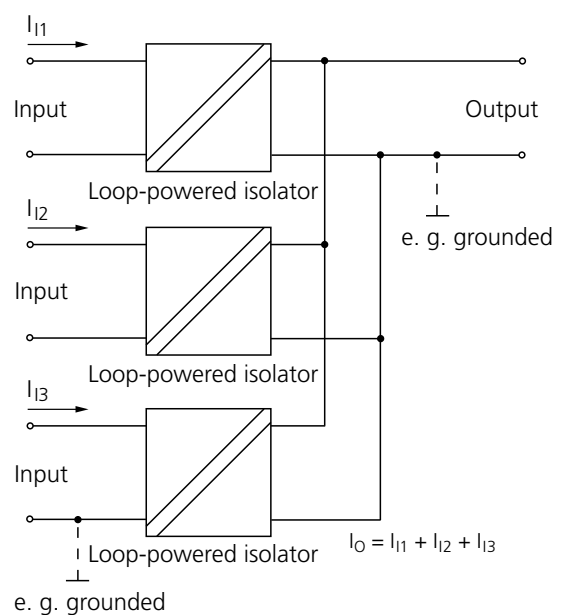 I_I1
Input
Output
Loop-powered isolator
I_I2
e. g. grounded
Input
Loop-powered isolator
I_I3
Input
Loop-powered isolator
I_O = I_I1 + I_I2 + I_I3
e. g. grounded